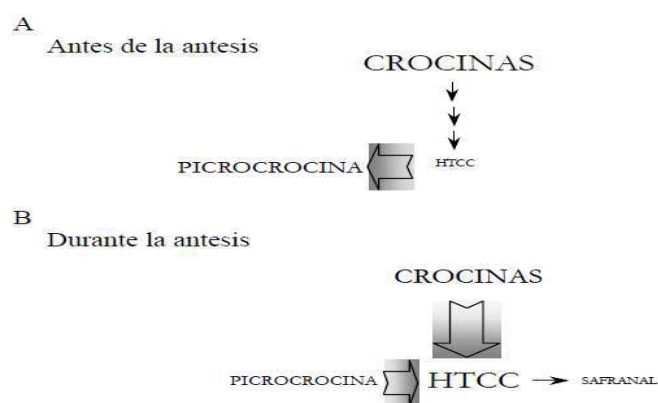 A
Antes de la antesis
CROCINAS
PICROCROCINA HTCC
B
Durante la antesis
CROCINAS
PICROCROCINA HTCC SAFRANAL